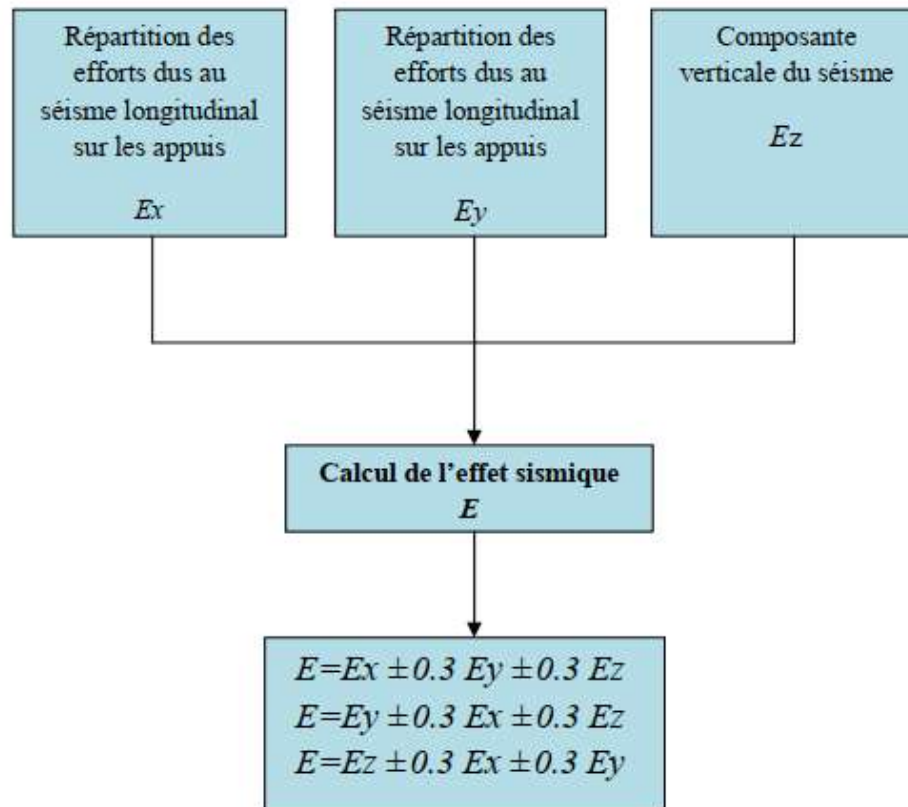 Répartition des
efforts dus au
séisme longitudinal
sur les appuis
Ex
Répartition des
efforts dus au
séisme longitudinal
sur les appuis
Ey
Composante
verticale du séisme
Ez
Calcul de l'effet sismique
E
E=Ex ±0.3 Ey ±0.3 Ez
E=Ey ±0.3 Ex ±0.3 Ez
E=Ez ±0.3 Ex ±0.3 Ey